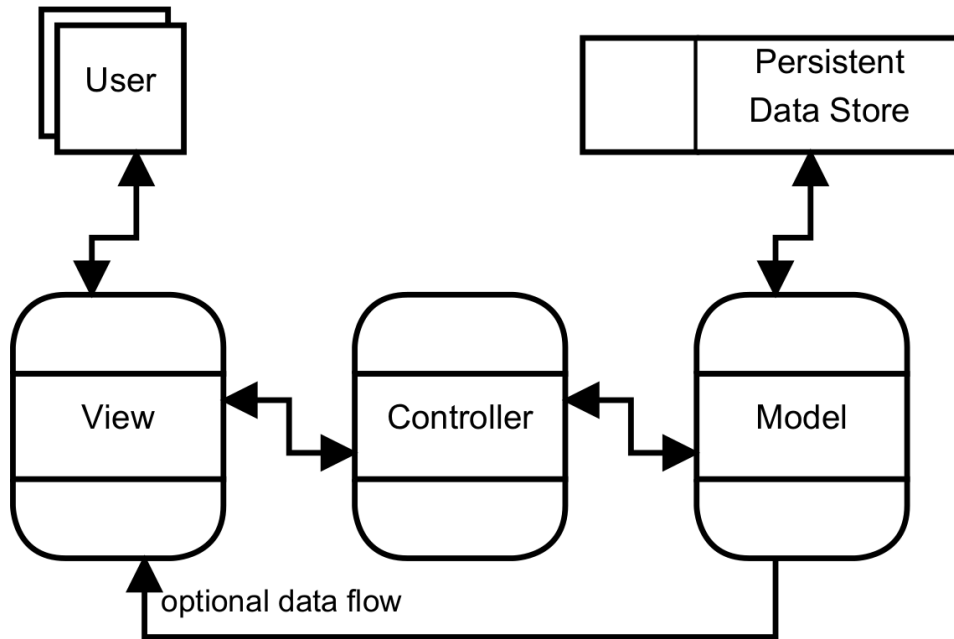 User
Persistent
Data Store
View
Controller
Model
optional data flow